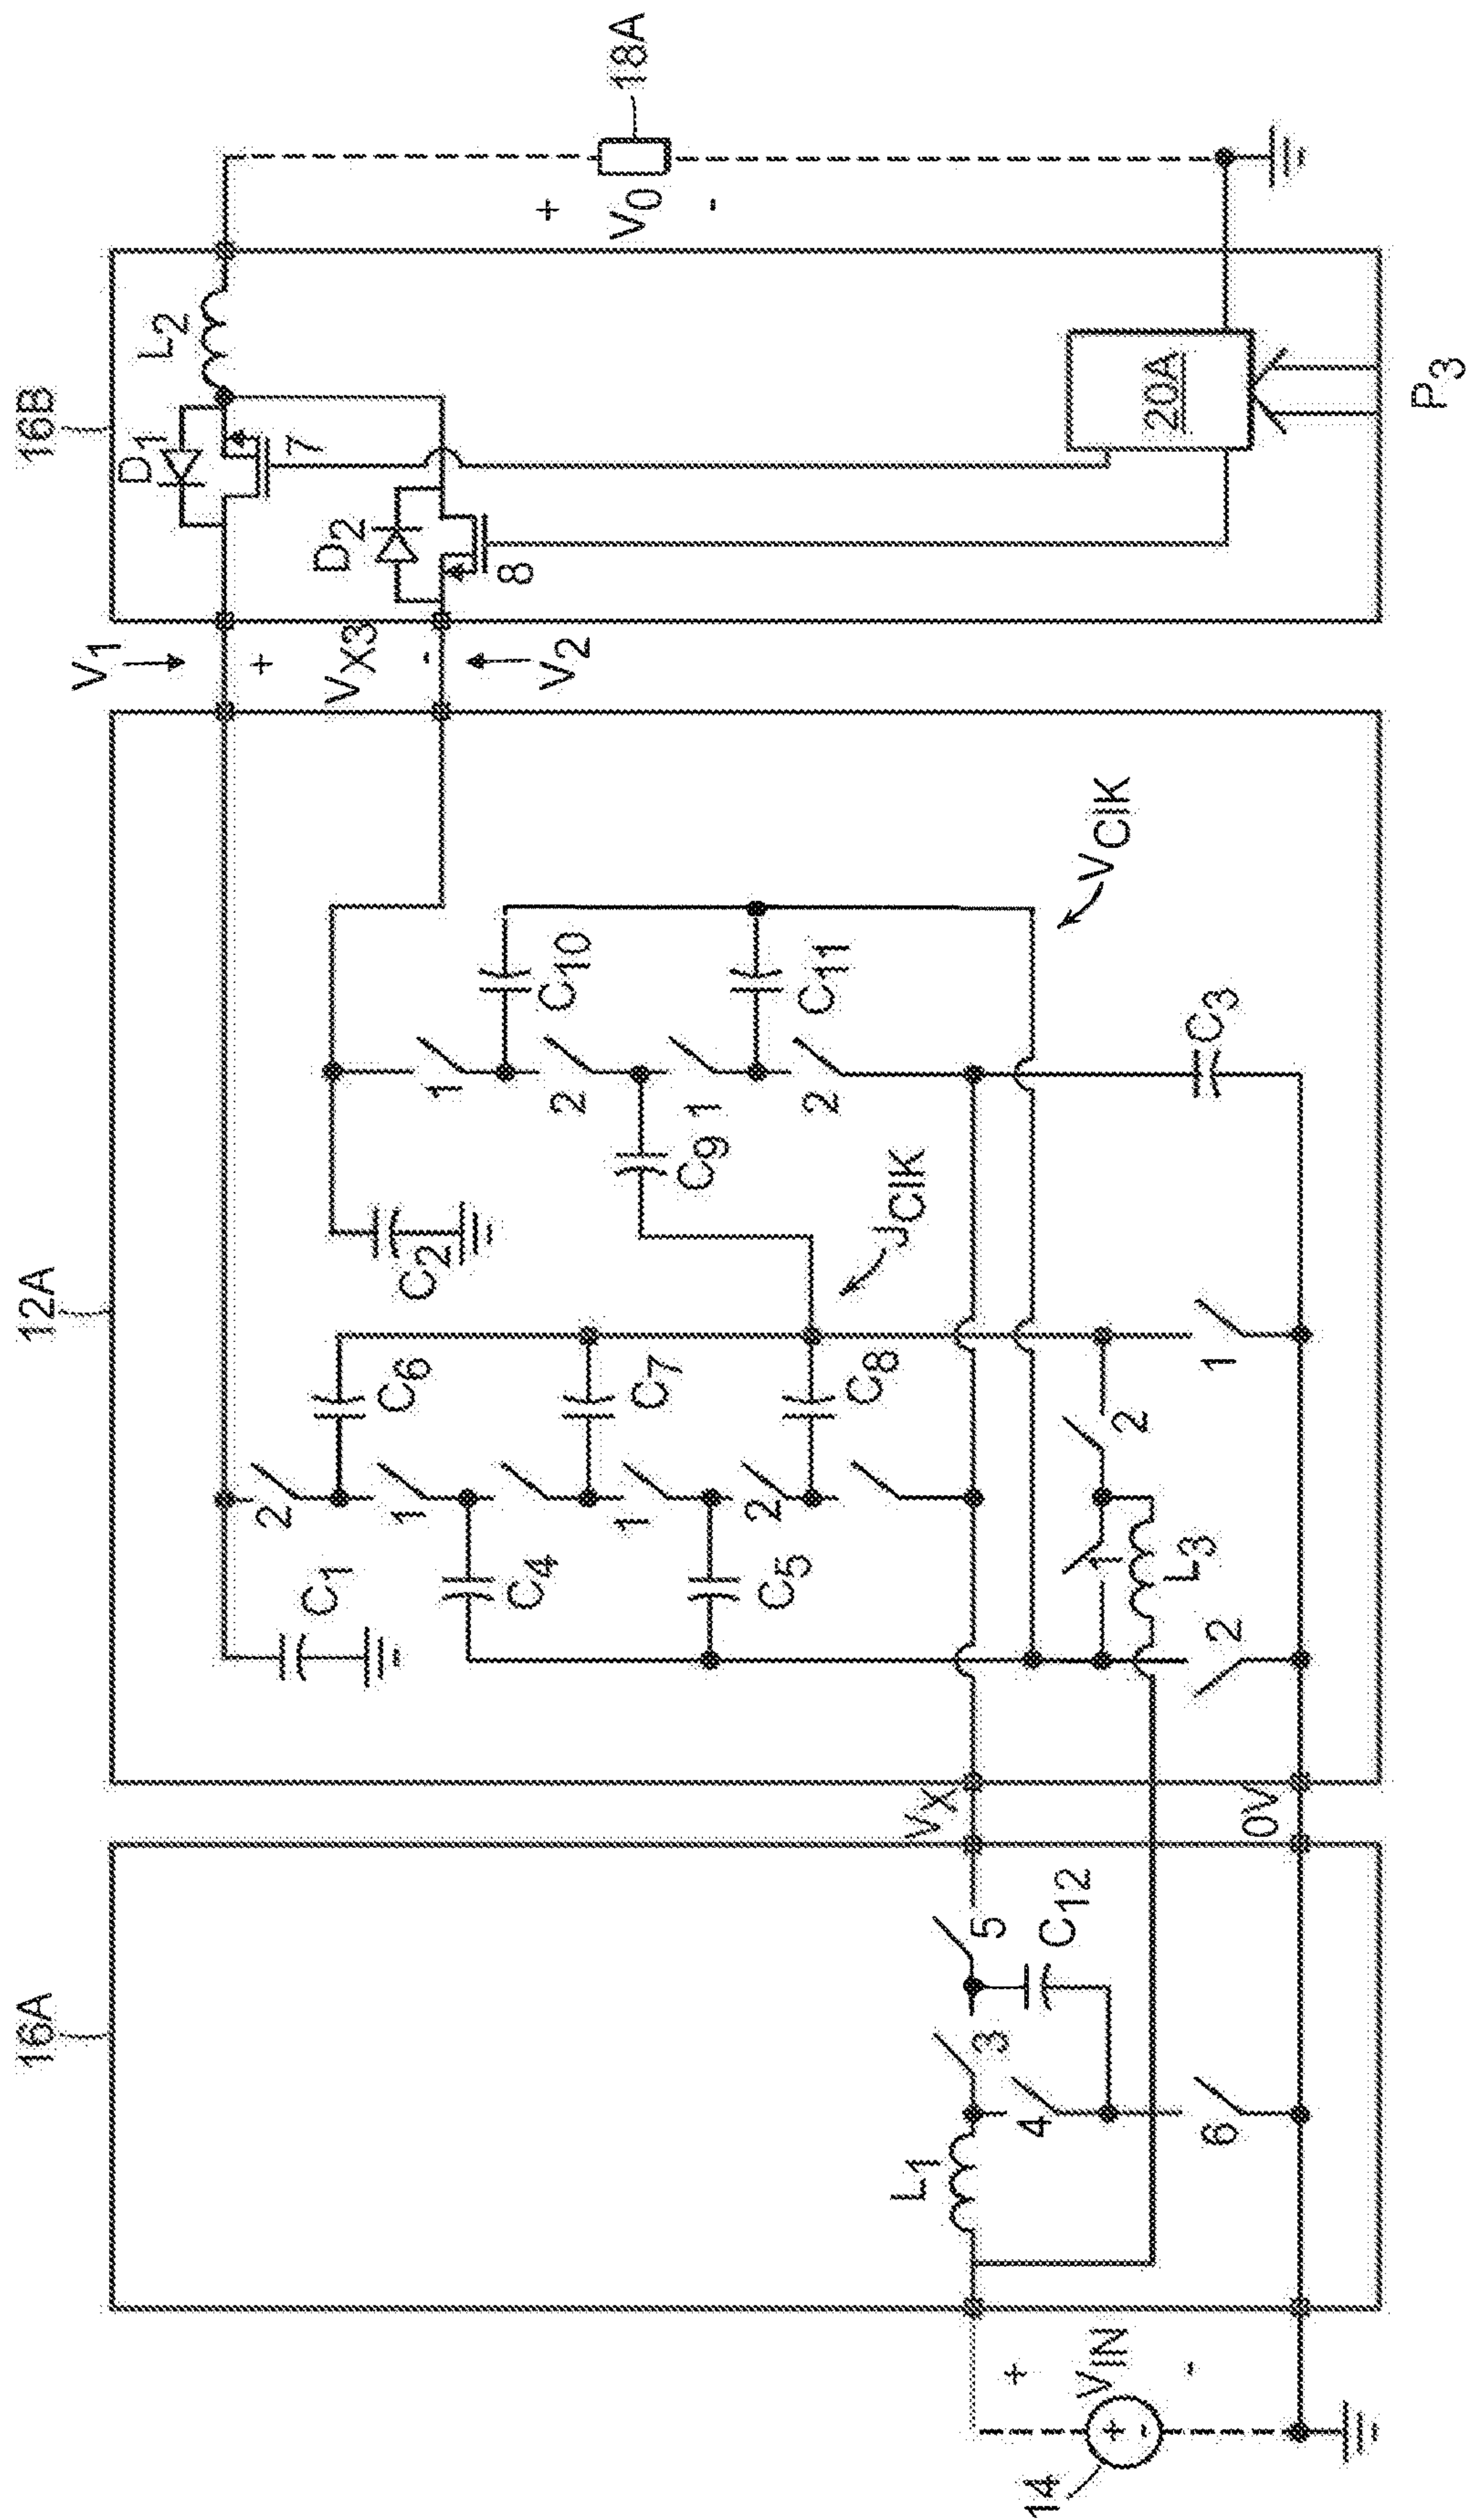 16A
12A
16B
14
+
VIN
-
+
-
L1
3
4
5
6
C12
VX
0V
C1
C2
C3
C4
C5
C6
C7
C8
C9
C10
C11
L3
2
1
1
2
1
2
1
2
2
1
1
2
JCIK
VCIK
V1
+
VX3
-
V2
D1
7
D2
8
L2
20A
P3
+
V0
-
18A